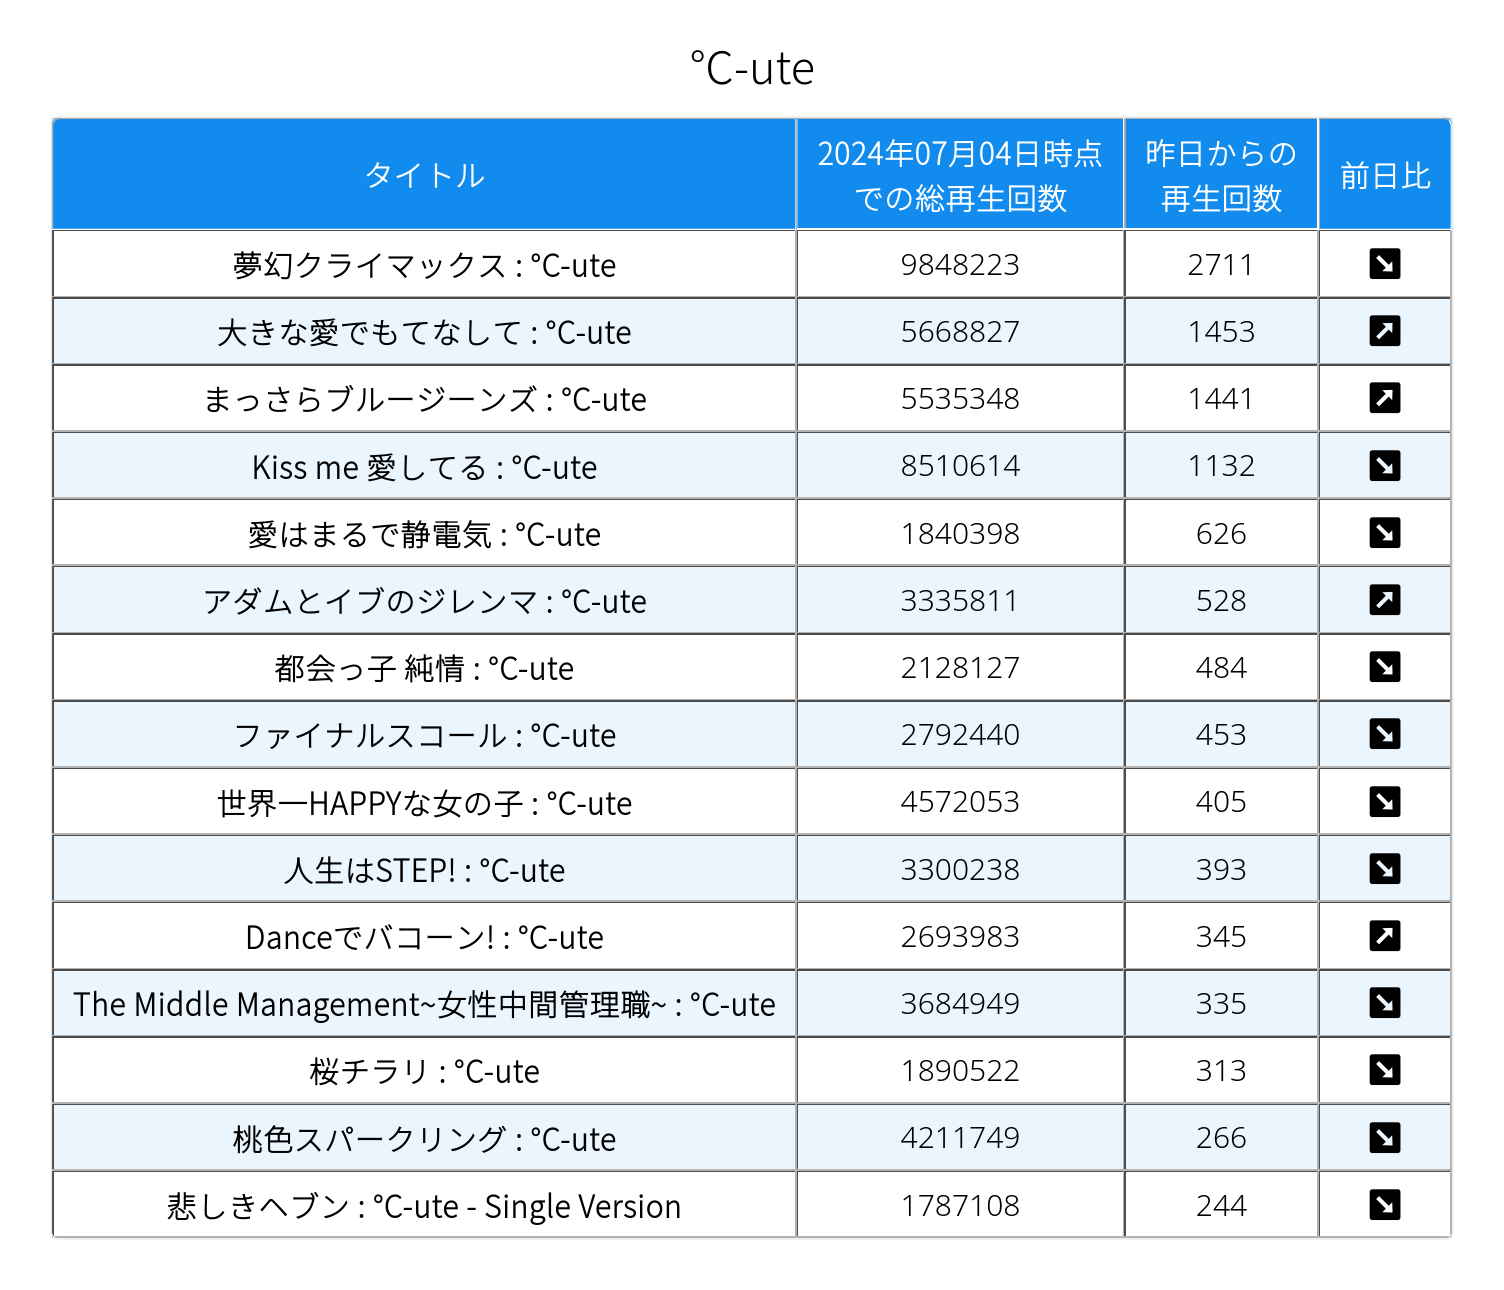 ℃-ute
タイトル
2024年07月04日時点
での総再生回数
昨日からの
再生回数
前日比
夢幻クライマックス : ℃-ute 9848223 2711 ↘
大きな愛でもてなして : ℃-ute 5668827 1453 ↗
まっさらブルージーンズ : ℃-ute 5535348 1441 ↗
Kiss me 愛してる : ℃-ute 8510614 1132 ↘
愛はまるで静電気 : ℃-ute 1840398 626 ↘
アダムとイブのジレンマ : ℃-ute 3335811 528 ↗
都会っ子 純情 : ℃-ute 2128127 484 ↘
ファイナルスコール : ℃-ute 2792440 453 ↘
世界一HAPPYな女の子 : ℃-ute 4572053 405 ↘
人生はSTEP! : ℃-ute 3300238 393 ↘
Danceでバコーン! : ℃-ute 2693983 345 ↗
The Middle Management~女性中間管理職~ : ℃-ute 3684949 335 ↘
桜チラリ : ℃-ute 1890522 313 ↘
桃色スパークリング : ℃-ute 4211749 266 ↘
悲しきヘブン : ℃-ute - Single Version 1787108 244 ↘